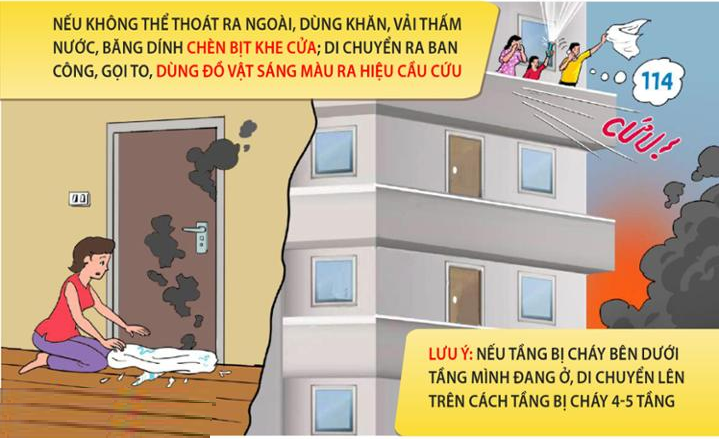 NẾU KHÔNG THỂ THOÁT RA NGOÀI, DÙNG KHĂN, VẢI THẤM
NƯỚC, BĂNG DÍNH CHÈN BỊT KHE CỬA; DI CHUYỂN RA BAN
CÔNG, GỌI TO, DÙNG ĐỒ VẬT SÁNG MÀU RA HIỆU CẦU CỨU
114
CỨU!
LƯU Ý: NẾU TẦNG BỊ CHÁY BÊN DƯỚI
TẦNG MÌNH ĐANG Ở, DI CHUYỂN LÊN
TRÊN CÁCH TẦNG BỊ CHÁY 4-5 TẦNG